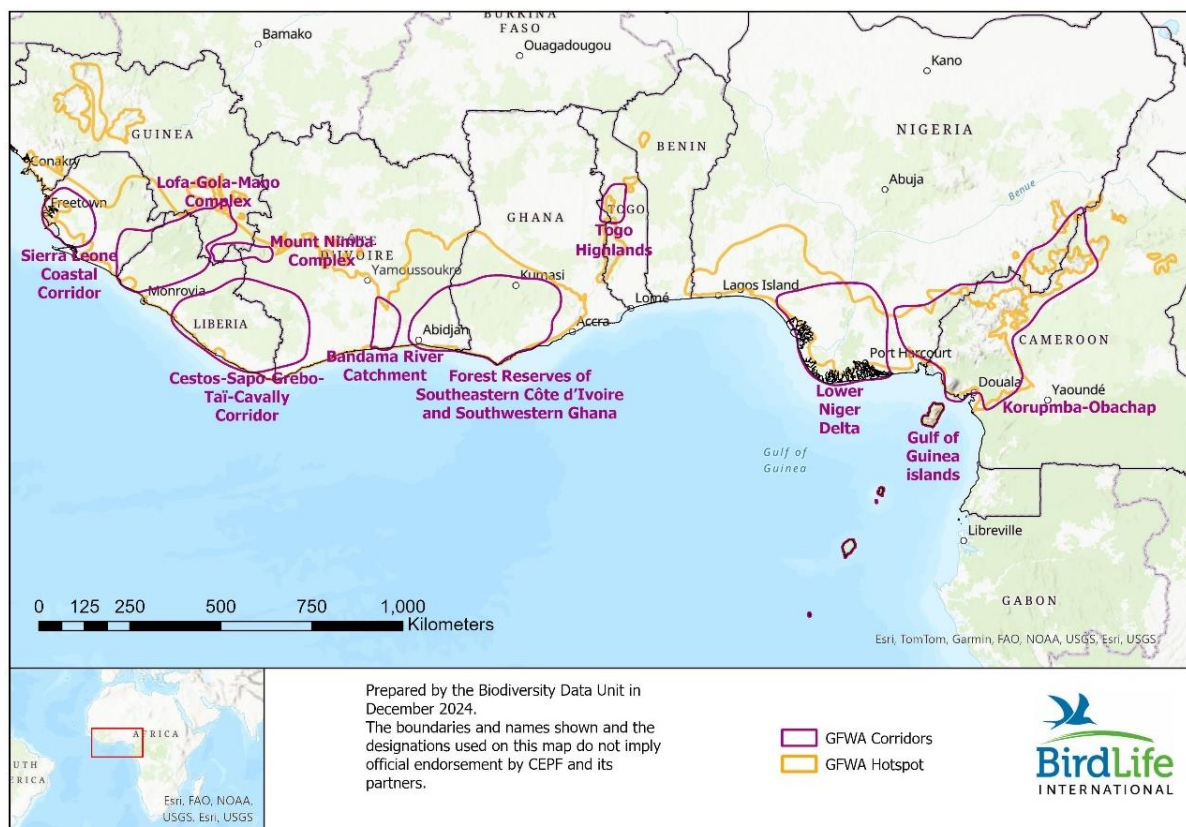 BURKINA
FASO
Bamako
Ouagadougou
Kano
GUINEA
BENIN
NIGERIA
Conakry
Lofa-Gola-Mano
Complex
Abuja
Benue
Freetown
GHANA
TOGO
Togo
Highlands
Sierra Leone
Coastal
Corridor
Mount Nimba
Complex
CÔTE
D'IVOIRE
Yamoussoukro
Kumasi
Monrovia
Lagos Island
Lomé
LIBERIA
Abidjan
Accra
CAMEROON
Port Harcourt
Bandama River
Catchment
Cestos-Sapo-Grebo-
Taï-Cavally
Corridor
Forest Reserves of
Southeastern Côte d'Ivoire
and Southwestern Ghana
Lower
Niger
Delta
Douala
Yaoundé
Korupmba-Obachap
Gulf of
Guinea
islands
Gulf of
Guinea
Libreville
GABON
0 125 250 500 750 1,000
Kilometers
Esri, TomTom, Garmin, FAO, NOAA, USGS, Esri, USGS
AFRICA
UTH
ERICA
Esri, FAO, NOAA,
USGS, Esri, USGS
Prepared by the Biodiversity Data Unit in
December 2024.
The boundaries and names shown and the
designations used on this map do not imply
official endorsement by CEPF and its
partners.
GFWA Corridors
GFWA Hotspot
BirdLife
INTERNATIONAL